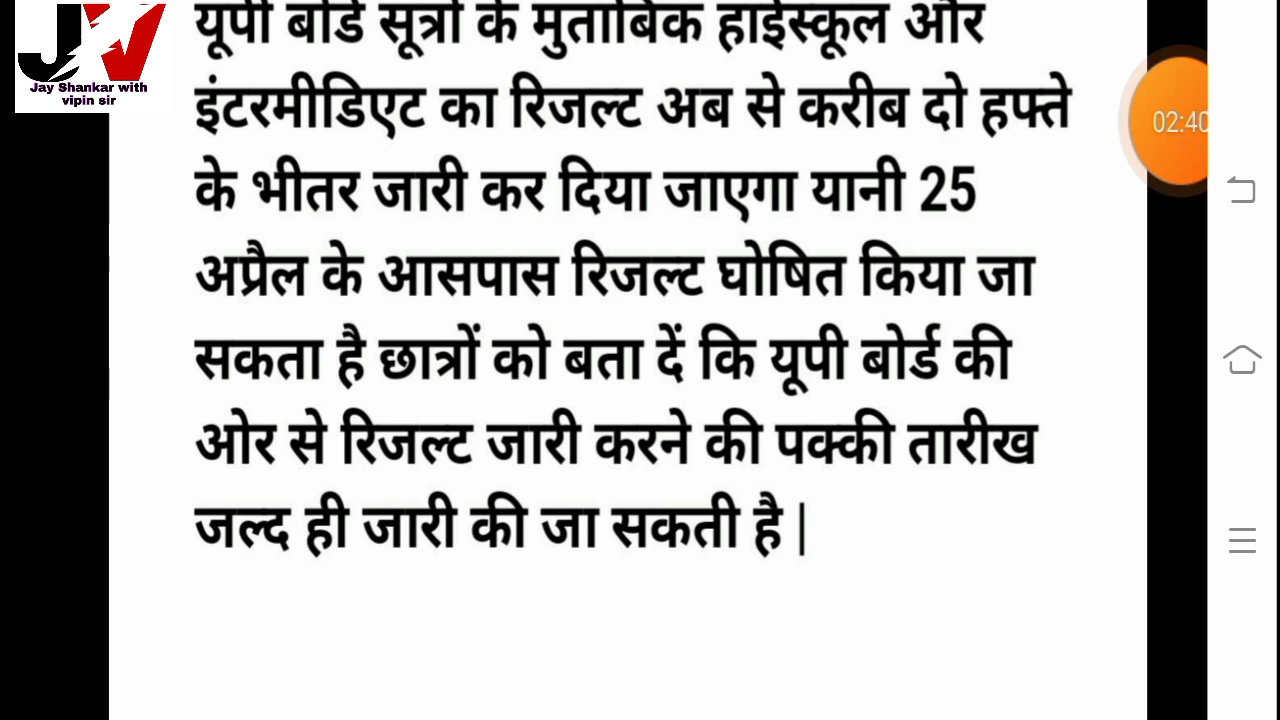 JV
Jay Shankar with
vipin sir
यूपी बोर्ड सूत्रों के मुताबिक हाईस्कूल और
इंटरमीडिएट का रिजल्ट अब से करीब दो हफ्ते
के भीतर जारी कर दिया जाएगा यानी 25
अप्रैल के आसपास रिजल्ट घोषित किया जा
सकता है छात्रों को बता दें कि यूपी बोर्ड की
ओर से रिजल्ट जारी करने की पक्की तारीख
जल्द ही जारी की जा सकती है |
02:40